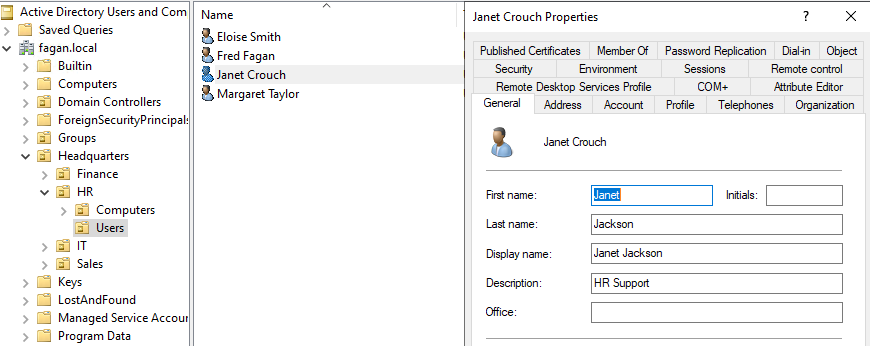 Active Directory Users and Com
Saved Queries
fagan.local
Builtin
Computers
Domain Controllers
ForeignSecurityPrincipals
Groups
Headquarters
Finance
HR
Computers
Users
IT
Sales
Keys
LostAndFound
Managed Service Accour
Program Data
Name
Eloise Smith
Fred Fagan
Janet Crouch
Margaret Taylor
Janet Crouch Properties
? ×
Published Certificates Member Of Password Replication Dial-in Object
Security Environment Sessions Remote control
Remote Desktop Services Profile COM+ Attribute Editor
General Address Account Profile Telephones Organization
Janet Crouch
First name: Janet Initials:
Last name: Jackson
Display name: Janet Jackson
Description: HR Support
Office: